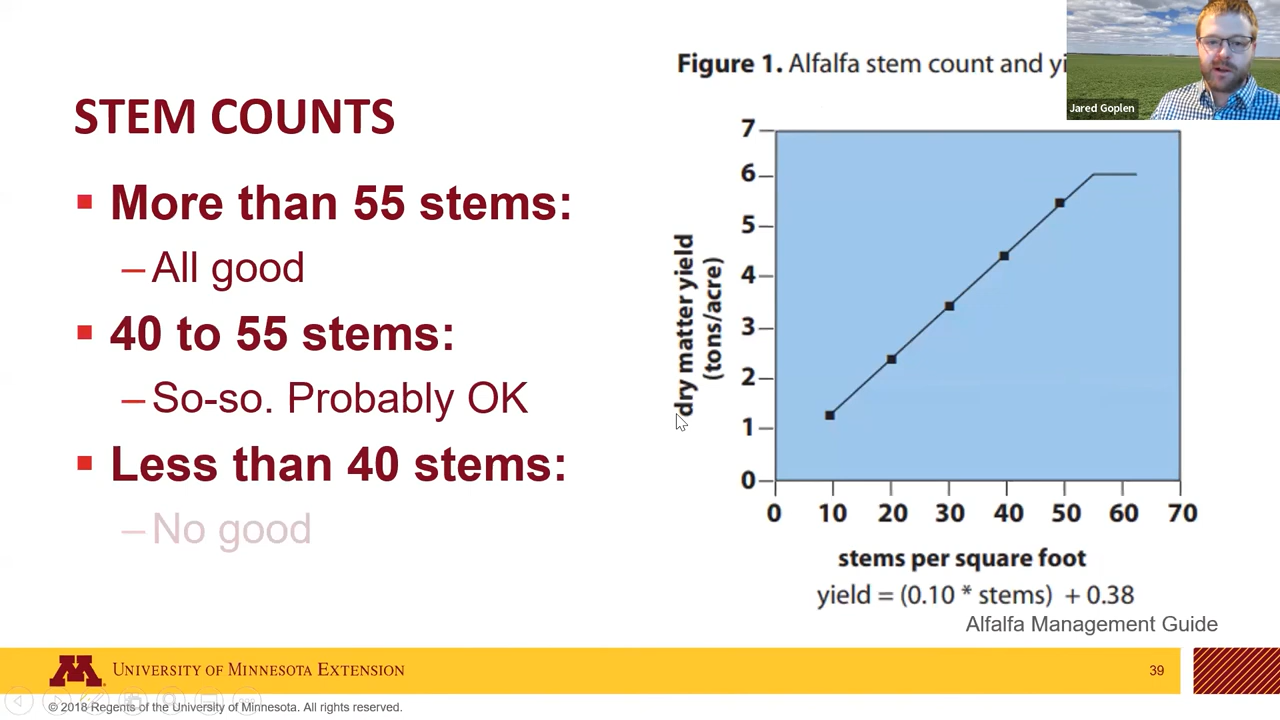 STEM COUNTS
▪ More than 55 stems:
–All good
▪ 40 to 55 stems:
–So-so. Probably OK
▪ Less than 40 stems:
–No good
Figure 1. Alfalfa stem count and
Jared Goplen
7
6
5
4
3
2
1
0
dry matter yield
(tons/acre)
0 10 20 30 40 50 60 70
stems per square foot
yield = (0.10 * stems) + 0.38
Alfalfa Management Guide
M UNIVERSITY OF MINNESOTA EXTENSION
39
© 2018 Regents of the University of Minnesota. All rights reserved.